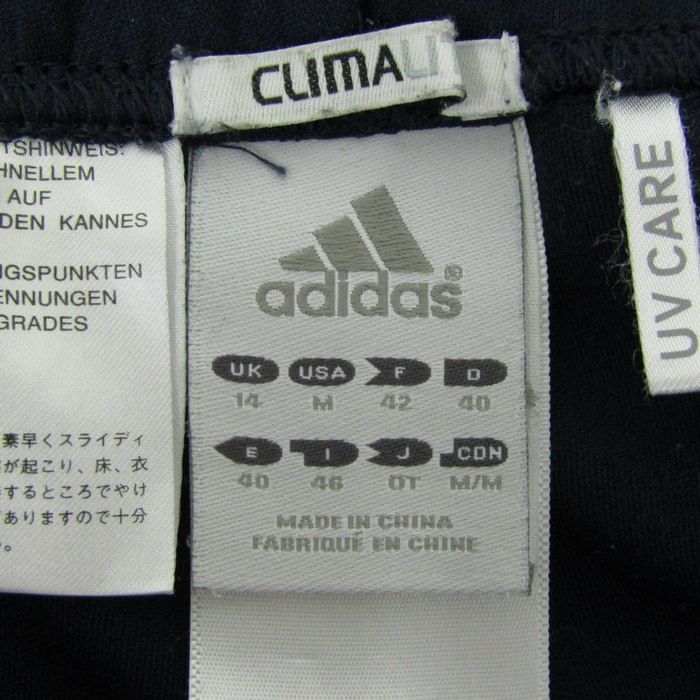 CLIMALI
TSHINWEIS:
HNELLEM
AUF
DEN KANNES
NGSPUNKTEN
ENNUNGEN
GRADES
素早くスライディ
が起こり、床、衣
するところでやけ
ありますので十分
。
adidas®
UK USA F D
14 M 42 40
E I J CDN
40 46 OT M/M
MADE IN CHINA
FABRIQUÉ EN CHINE
UV CARE